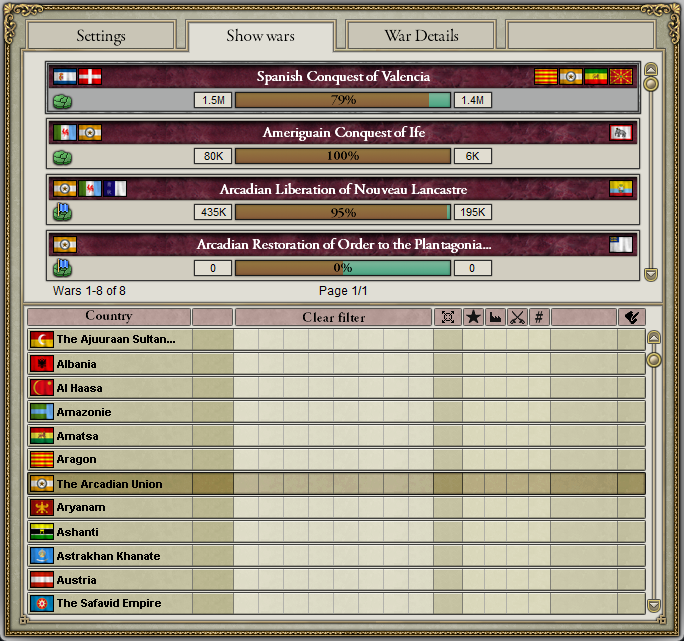 Settings
Show wars
War Details
Spanish Conquest of Valencia
1.5M
79%
1.4M
Ameriguain Conquest of Ife
80K
100%
6K
Arcadian Liberation of Nouveau Lancastre
435K
95%
195K
Arcadian Restoration of Order to the Plantagonia...
0
0%
0
Wars 1-8 of 8
Page 1/1
Country
Clear filter
#
The Ajuuraan Sultan...
Albania
Al Haasa
Amazonie
Amatsa
Aragon
The Arcadian Union
Aryanam
Ashanti
Astrakhan Khanate
Austria
The Safavid Empire